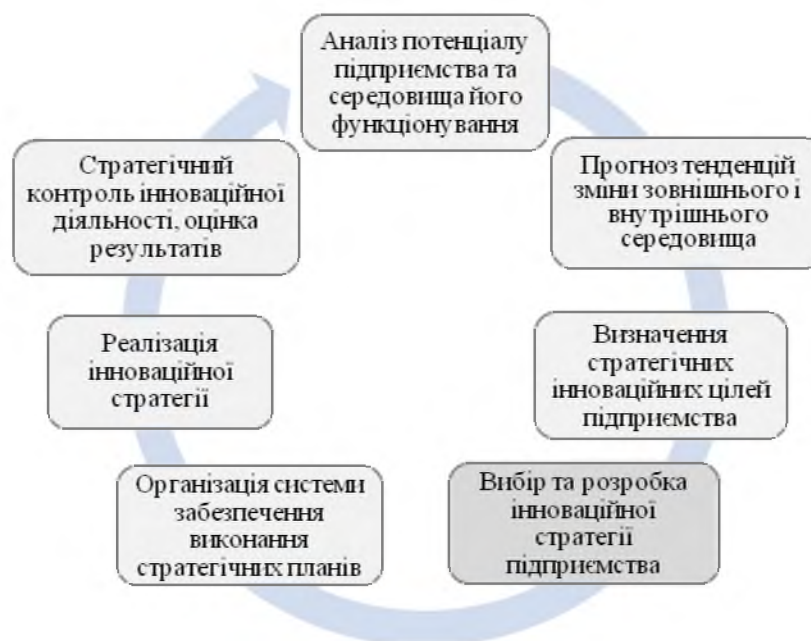 Аналіз потенціалу
підприємства та
середовища його
функціонування
Прогноз тенденцій
зміни зовнішнього і
внутрішнього
середовища
Визначення
стратегічних
інноваційних цілей
підприємства
Вибір та розробка
інноваційної
стратегії
підприємства
Організація системи
забезпечення
виконання
стратегічних планів
Реалізація
інноваційної
стратегії
Стратегічний
контроль інноваційної
діяльності, оцінка
результатів